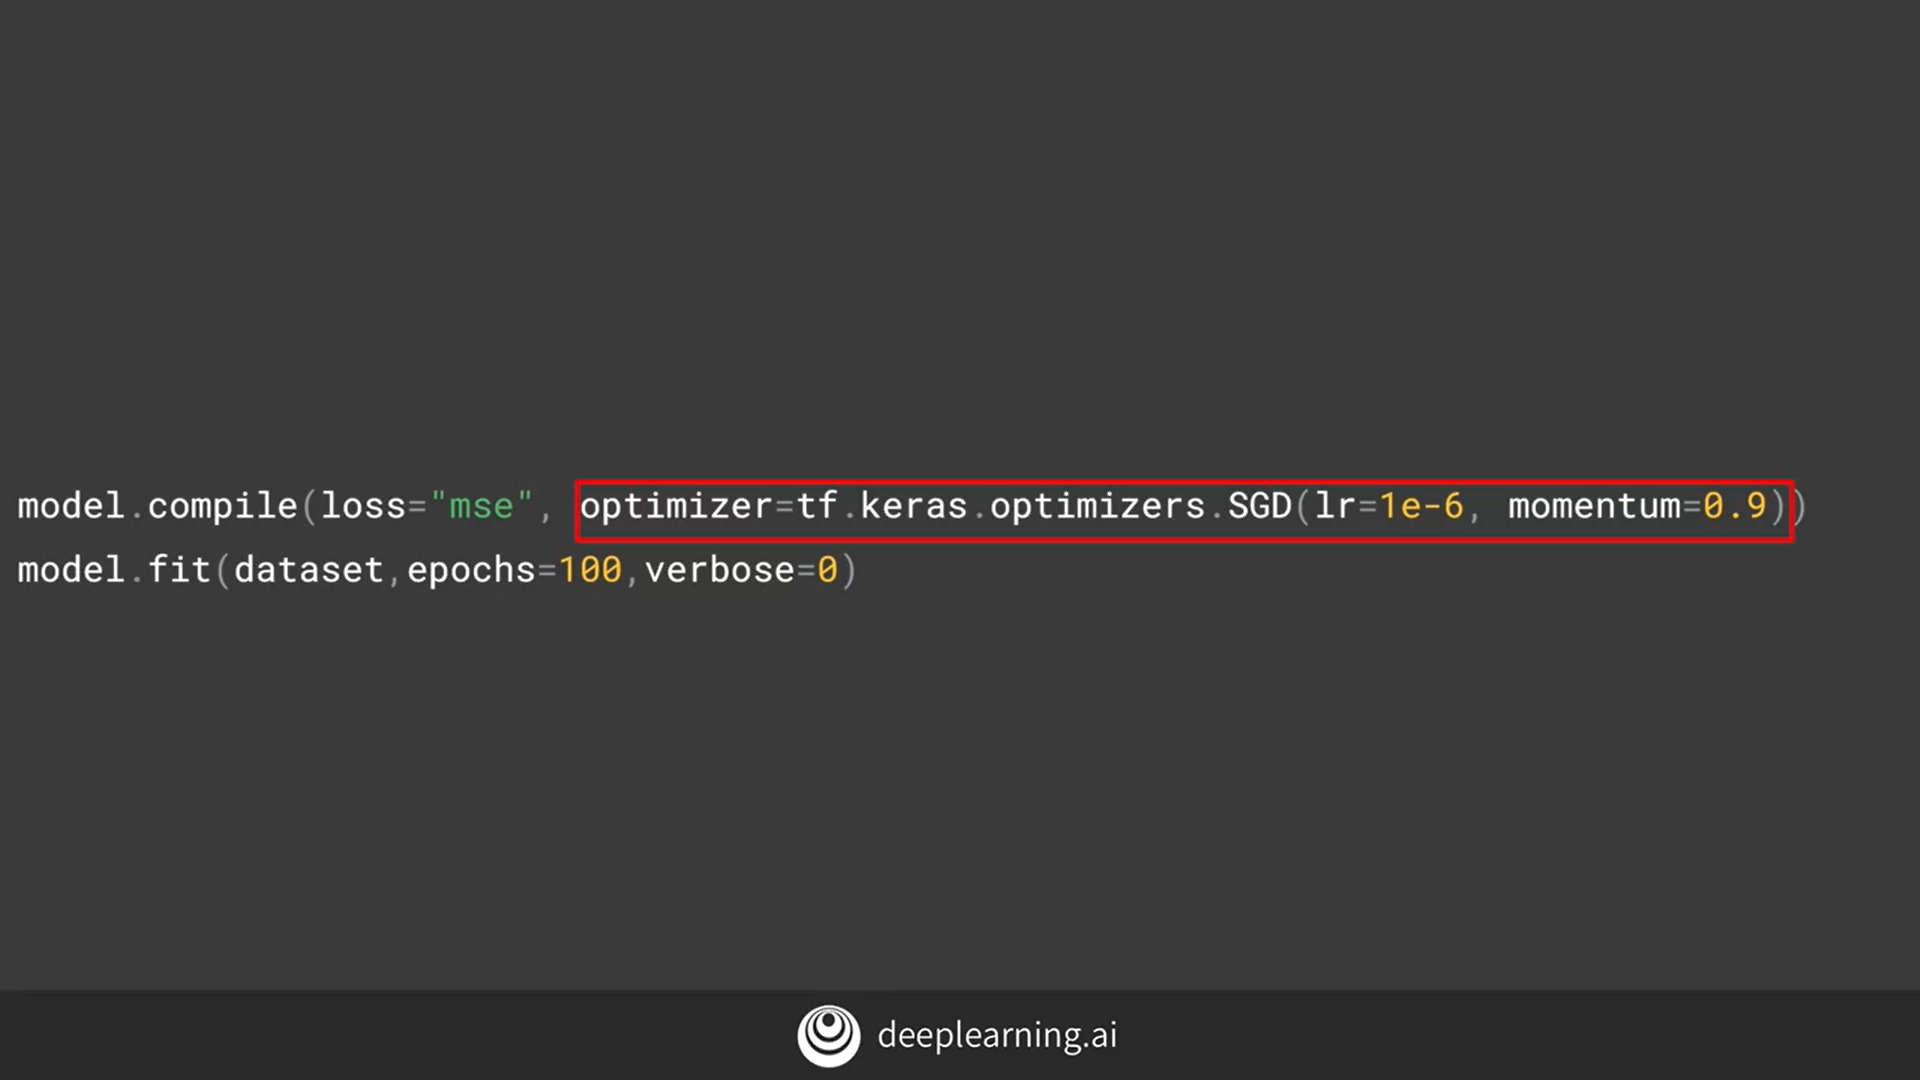 model.compile(loss="mse", optimizer=tf.keras.optimizers.SGD(lr=1e-6, momentum=0.9))
model.fit(dataset,epochs=100,verbose=0)
deeplearning.ai